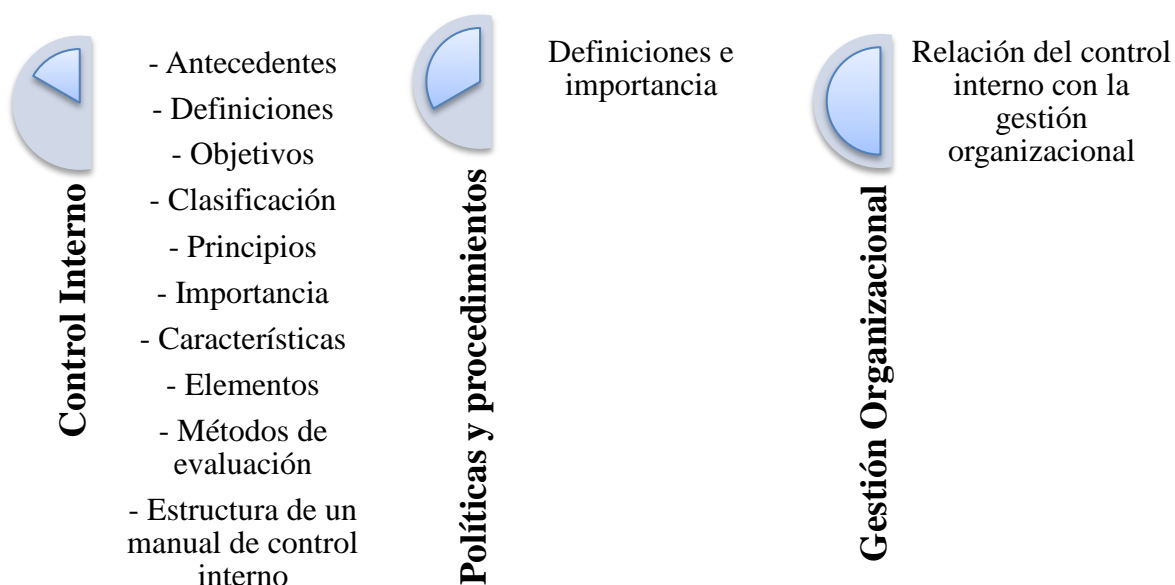 Control Interno
- Antecedentes
- Definiciones
- Objetivos
- Clasificación
- Principios
- Importancia
- Características
- Elementos
- Métodos de
evaluación
- Estructura de un
manual de control
interno
Políticas y procedimientos
Definiciones e
importancia
Gestión Organizacional
Relación del control
interno con la
gestión
organizacional